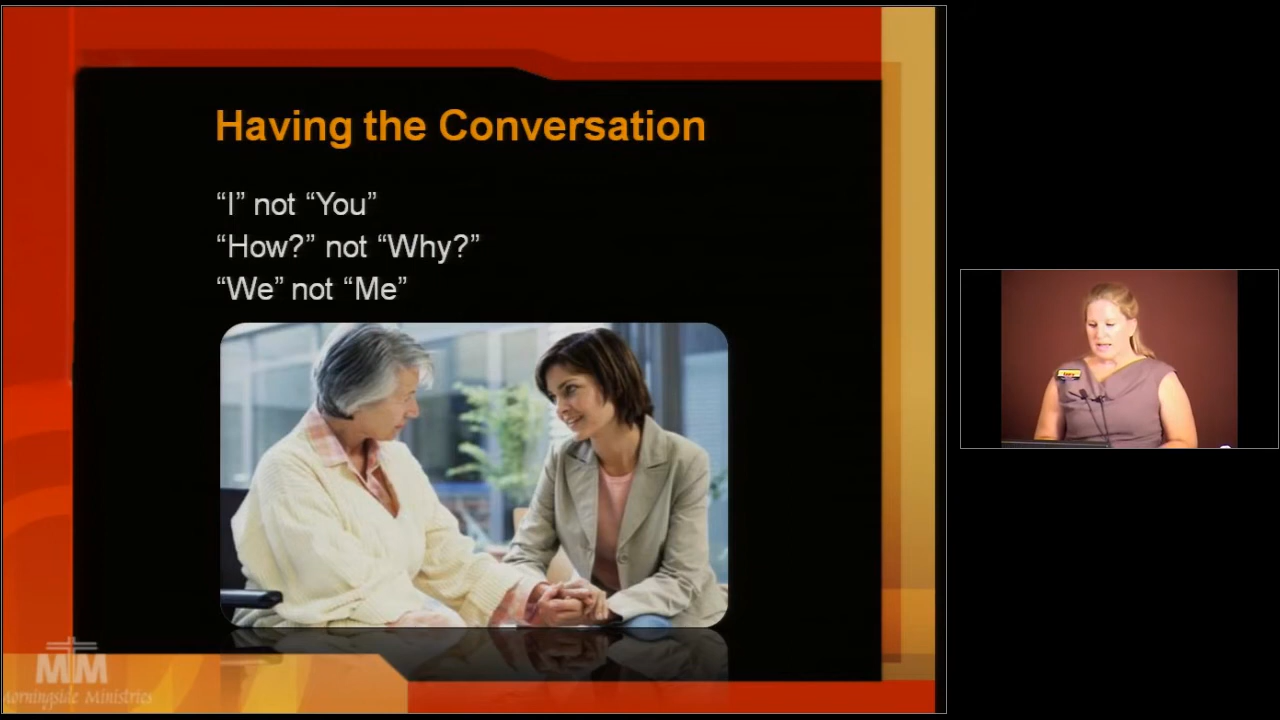 Having the Conversation
“I” not “You”
“How?” not “Why?”
“We” not “Me”
MM
Morningside Ministries